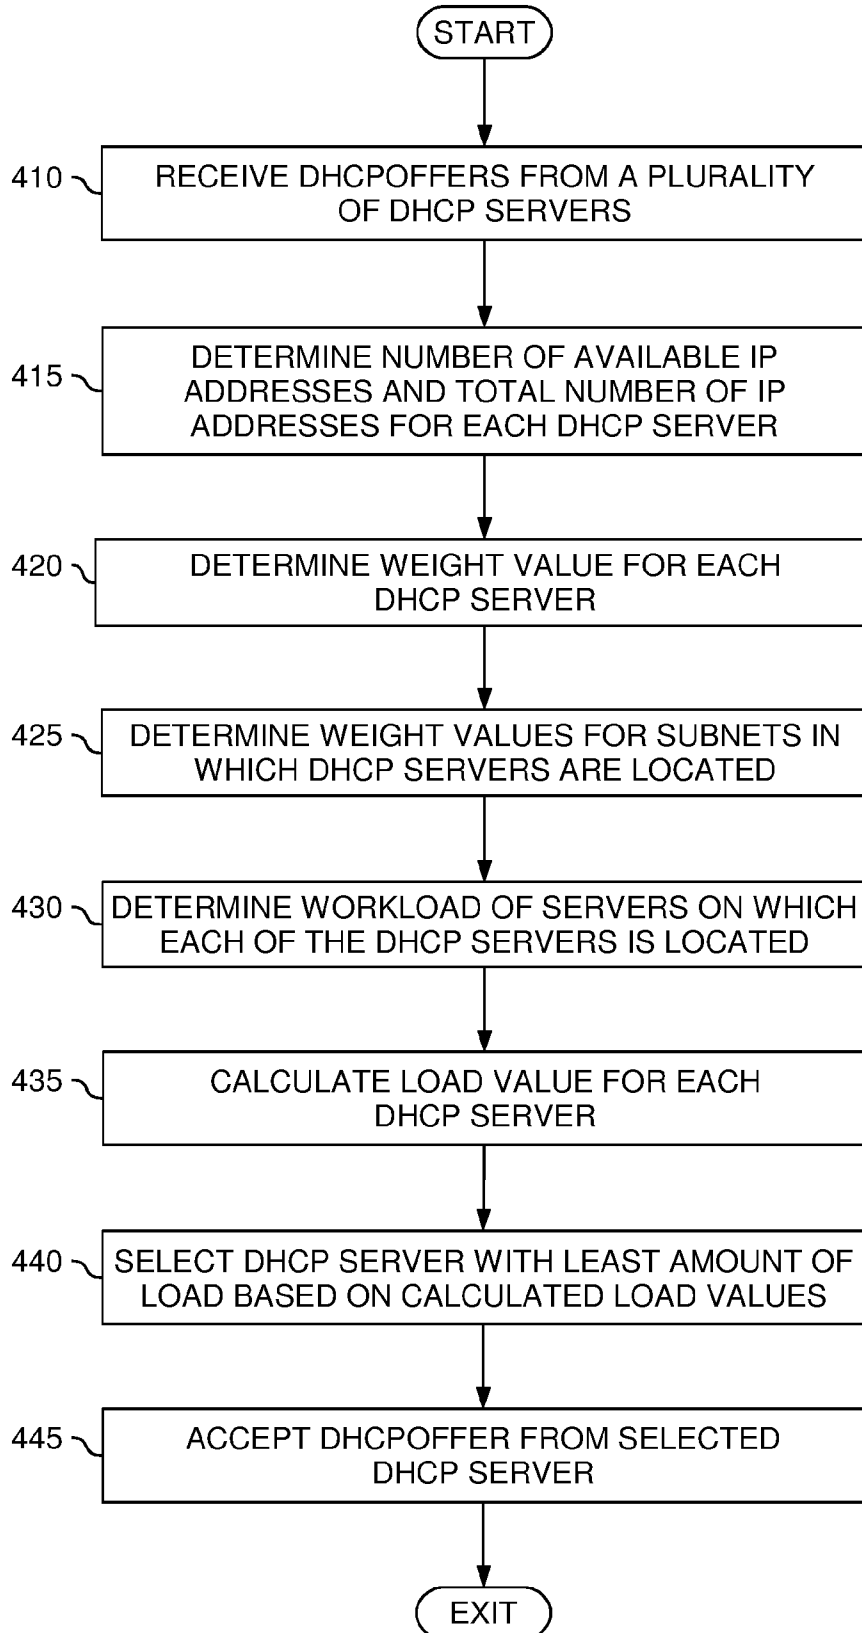 START
410
RECEIVE DHCPOFFERS FROM A PLURALITY
OF DHCP SERVERS
415
DETERMINE NUMBER OF AVAILABLE IP
ADDRESSES AND TOTAL NUMBER OF IP
ADDRESSES FOR EACH DHCP SERVER
420
DETERMINE WEIGHT VALUE FOR EACH
DHCP SERVER
425
DETERMINE WEIGHT VALUES FOR SUBNETS IN
WHICH DHCP SERVERS ARE LOCATED
430
DETERMINE WORKLOAD OF SERVERS ON WHICH
EACH OF THE DHCP SERVERS IS LOCATED
435
CALCULATE LOAD VALUE FOR EACH
DHCP SERVER
440
SELECT DHCP SERVER WITH LEAST AMOUNT OF
LOAD BASED ON CALCULATED LOAD VALUES
445
ACCEPT DHCPOFFER FROM SELECTED
DHCP SERVER
EXIT